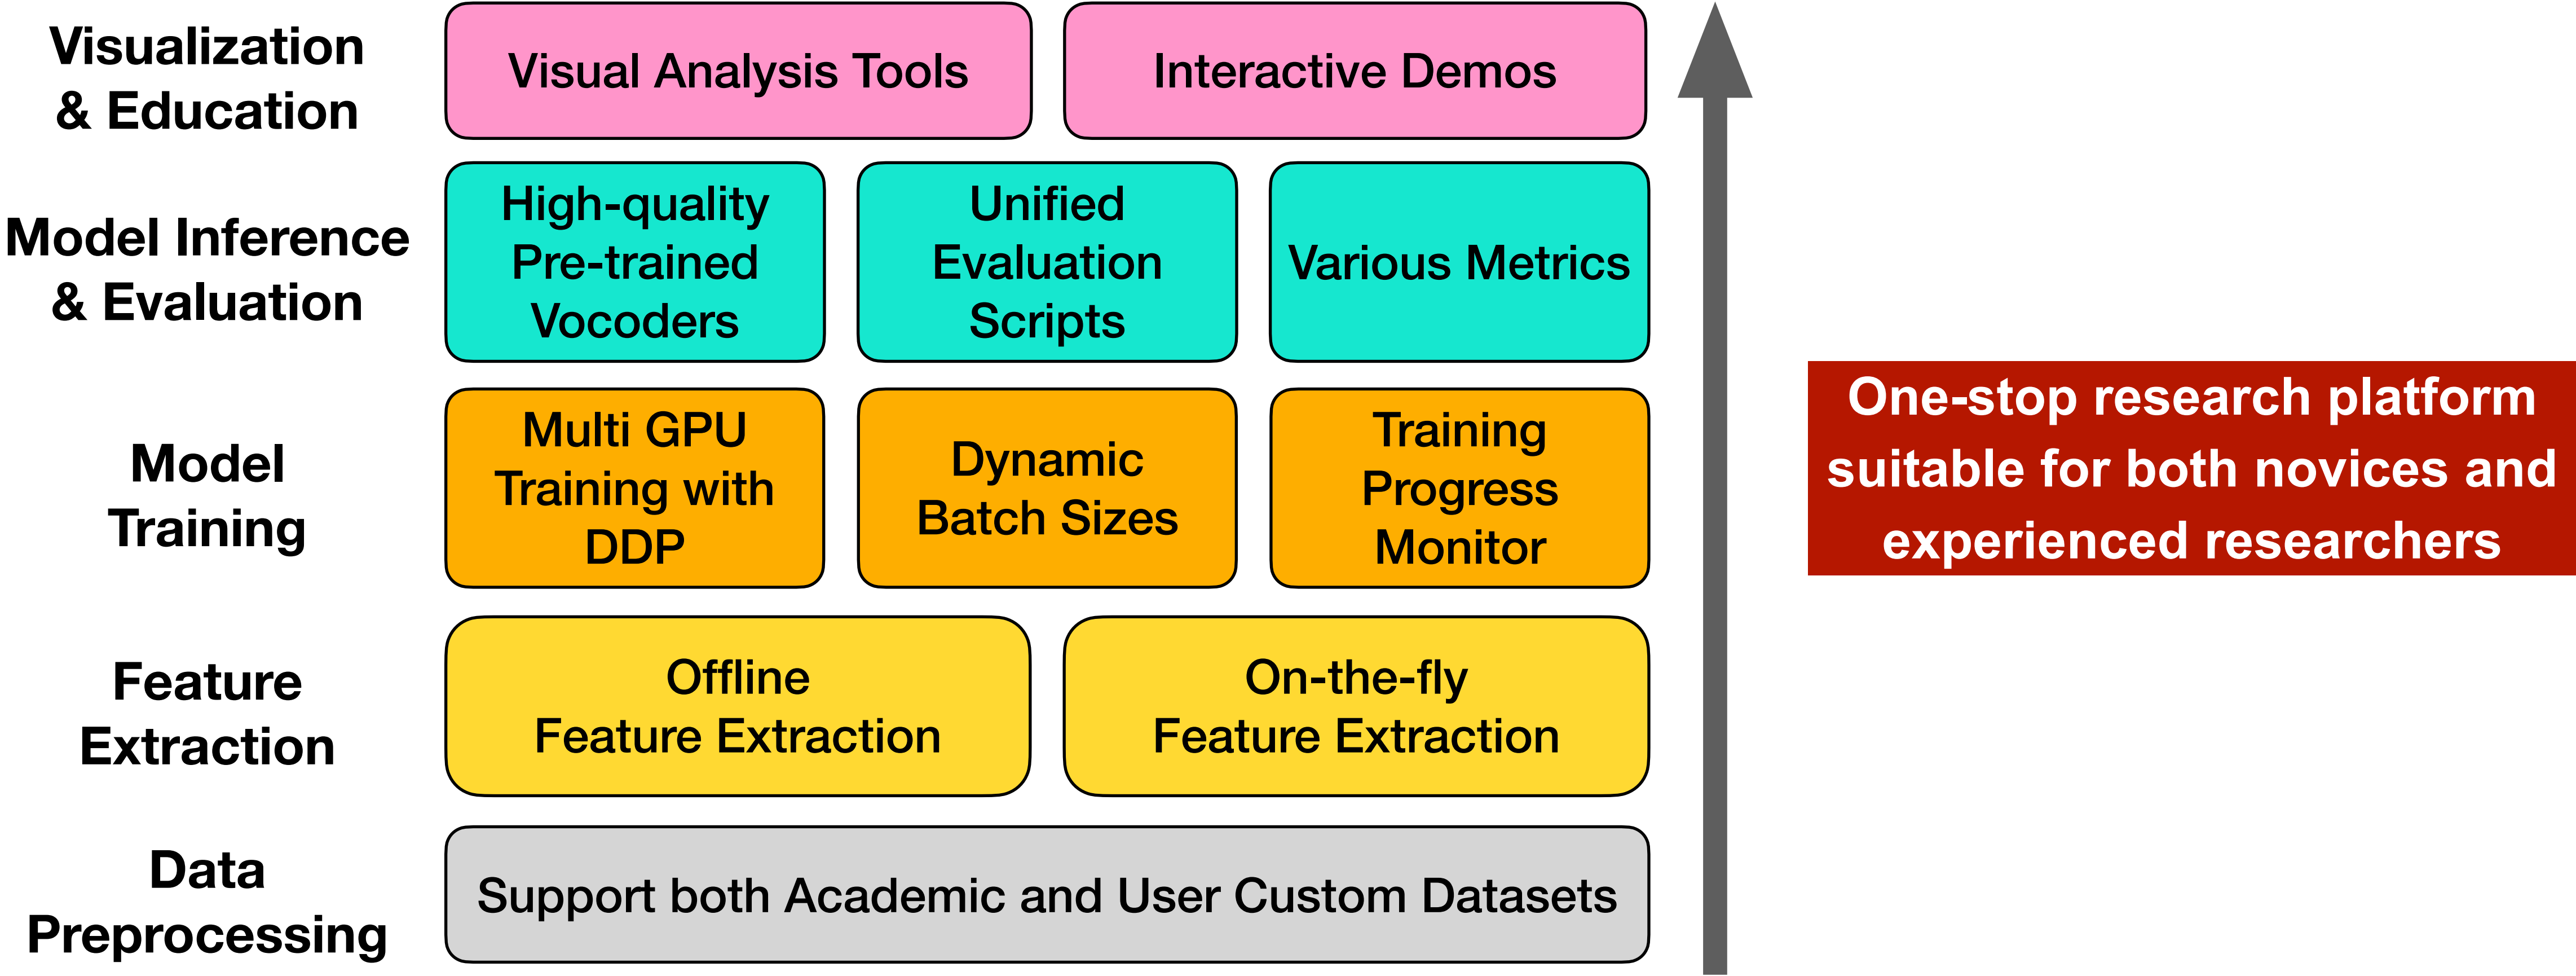 Visualization
& Education
Visual Analysis Tools
Interactive Demos
Model Inference
& Evaluation
High-quality
Pre-trained
Vocoders
Unified
Evaluation
Scripts
Various Metrics
Model
Training
Multi GPU
Training with
DDP
Dynamic
Batch Sizes
Training
Progress
Monitor
Feature
Extraction
Offline
Feature Extraction
On-the-fly
Feature Extraction
Data
Preprocessing
Support both Academic and User Custom Datasets
One-stop research platform
suitable for both novices and
experienced researchers